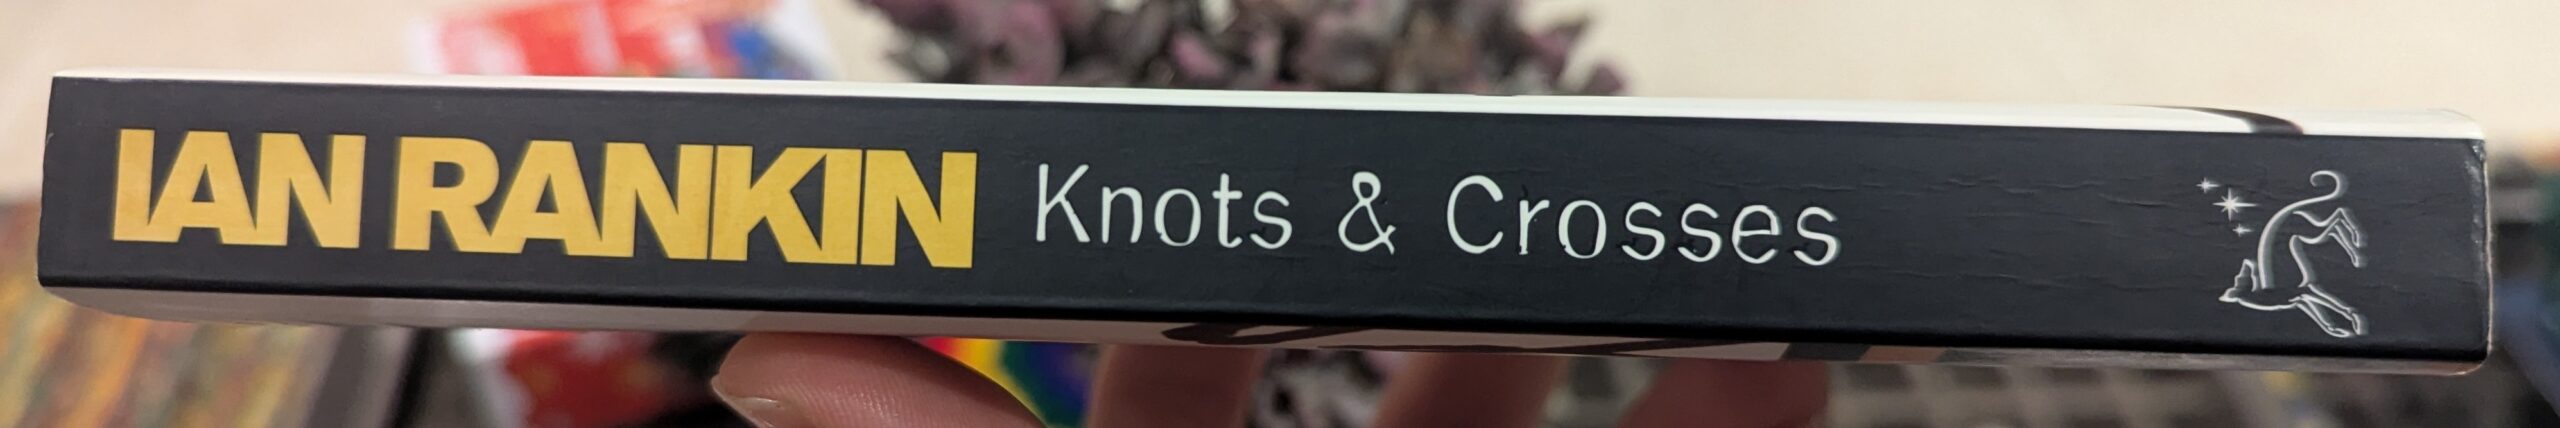 IAN RANKIN Knots & Crosses